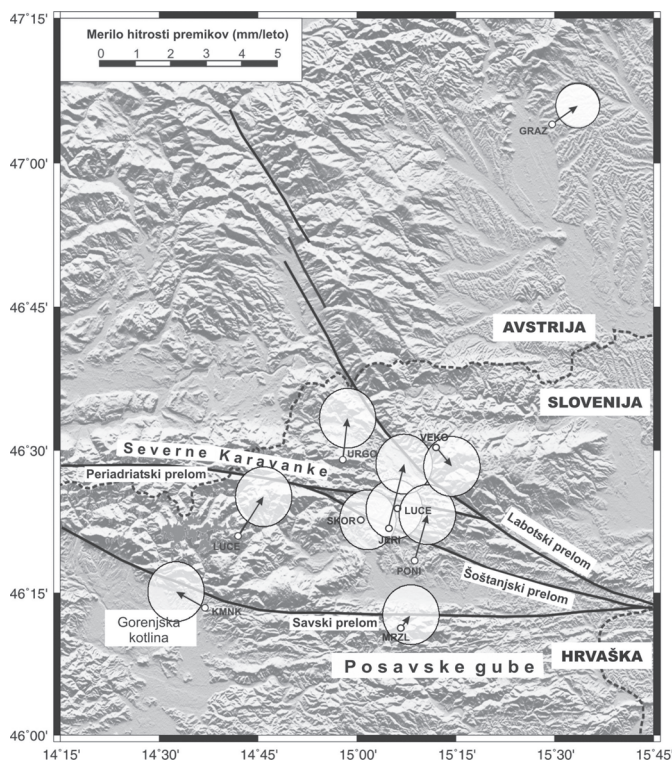 47°15'
Merilo hitrosti premikov (mm/leto)
0 1 2 3 4 5
GRAZ
47°00'
46°45'
AVSTRIJA
SLOVENIJA
VEKO
46°30'
URGO
Severne Karavanke
Periadriatski prelom
SKOR
LUCE
JERI
LUCE
Labotski prelom
PONI
Šoštanjski prelom
46°15'
KMNK
Gorenjska
kotlina
Savski prelom
MRZL
HRVAŠKA
Posavske gube
46°00'
14°15' 14°30' 14°45' 15°00' 15°15' 15°30' 15°45'